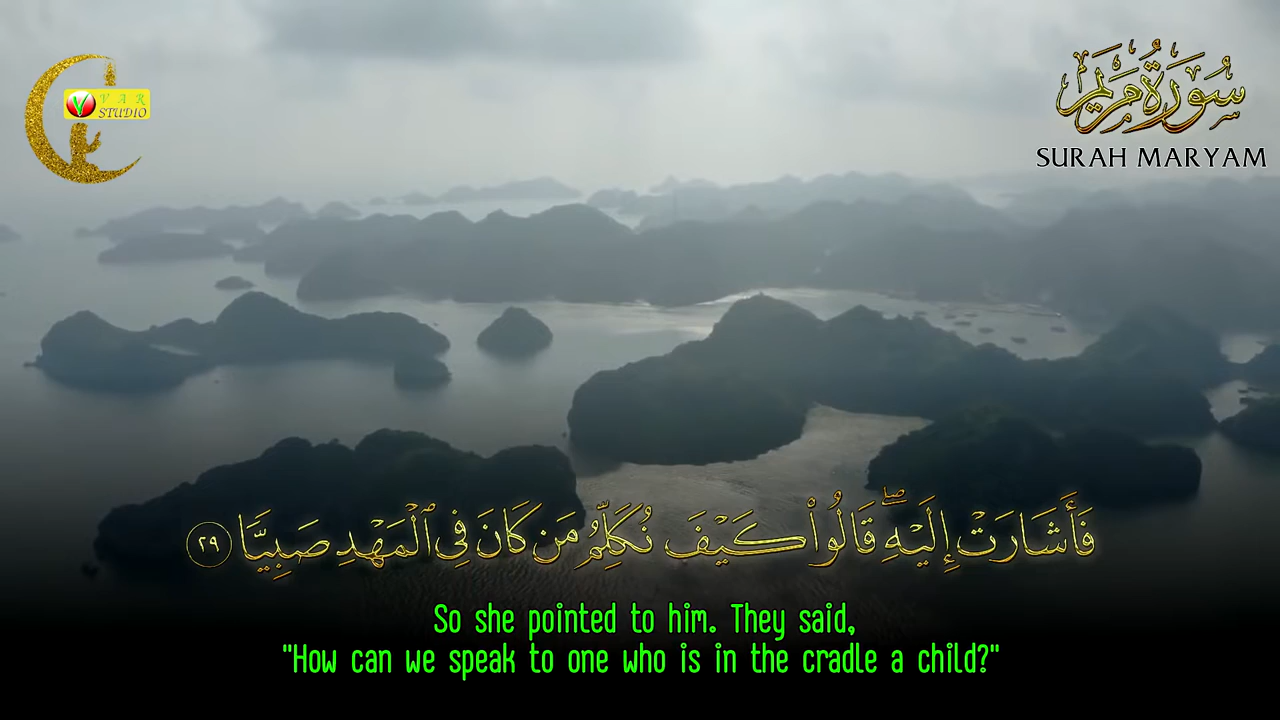 V A R
STUDIO
سُورَةُ مَرْيَم
SURAH MARYAM
فَأَشَارَتْ إِلَيْهِ ۖ قَالُوا۟ كَيْفَ نُكَلِّمُ مَن كَانَ فِى ٱلْمَهْدِ صَبِيًّا ٢٩
So she pointed to him. They said,
"How can we speak to one who is in the cradle a child?"